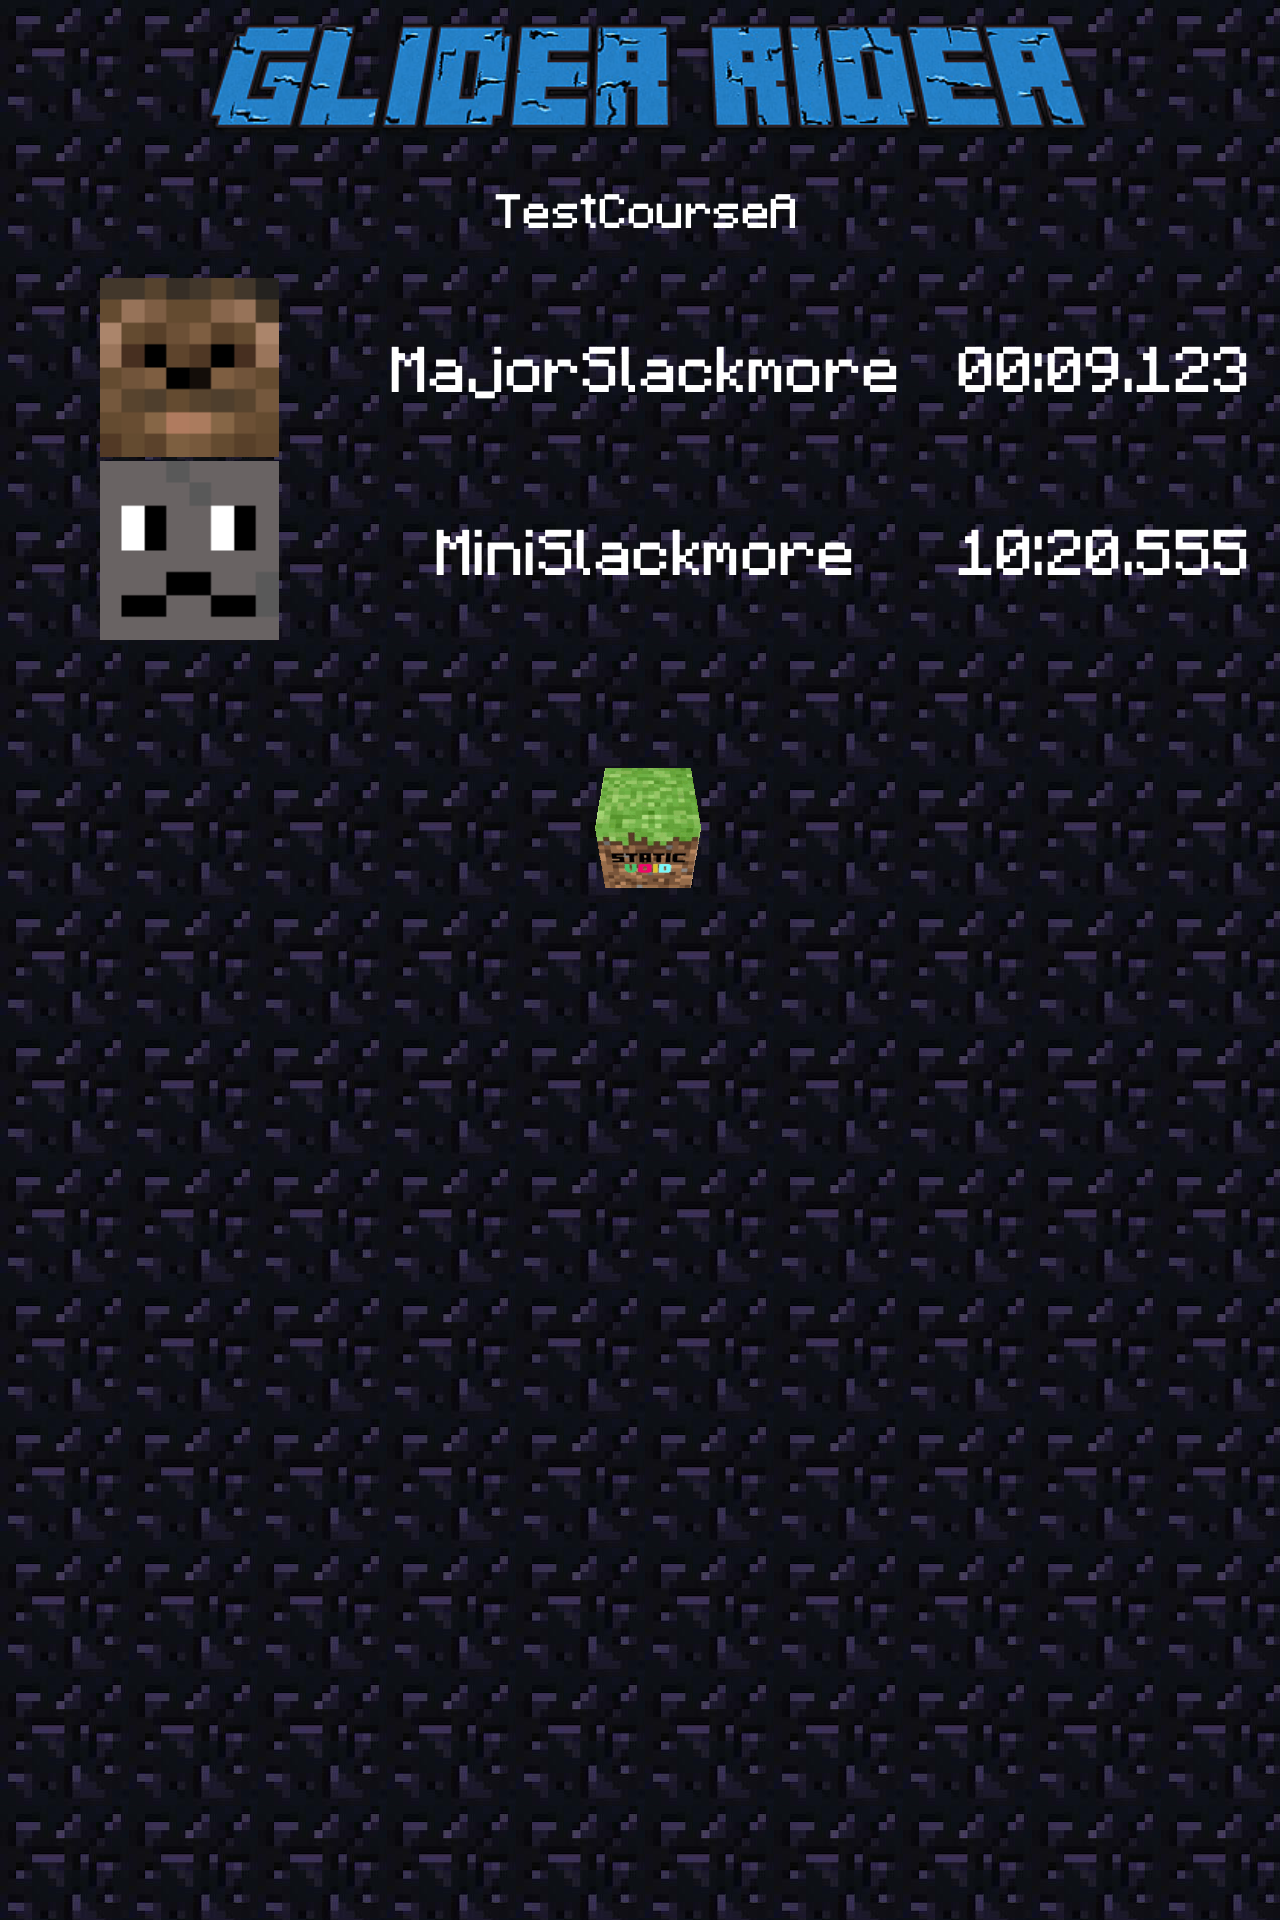 GLIDER RIDER
TestCourseA
MajorSlackmore 00:09.123
MiniSlackmore 10:20.555
STATIC
VOID